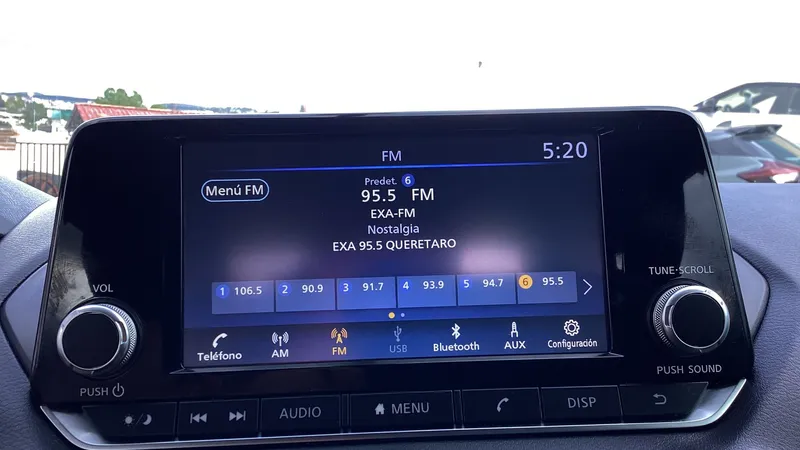 FM
5:20
Menú FM
Predet. 6
95.5 FM
EXA-FM
Nostalgia
EXA 95.5 QUERETARO
1 106.5
2 90.9
3 91.7
4 93.9
5 94.7
6 95.5
Teléfono
AM
FM
USB
Bluetooth
AUX
Configuración
VOL
PUSH
TUNE·SCROLL
PUSH SOUND
AUDIO
MENU
DISP